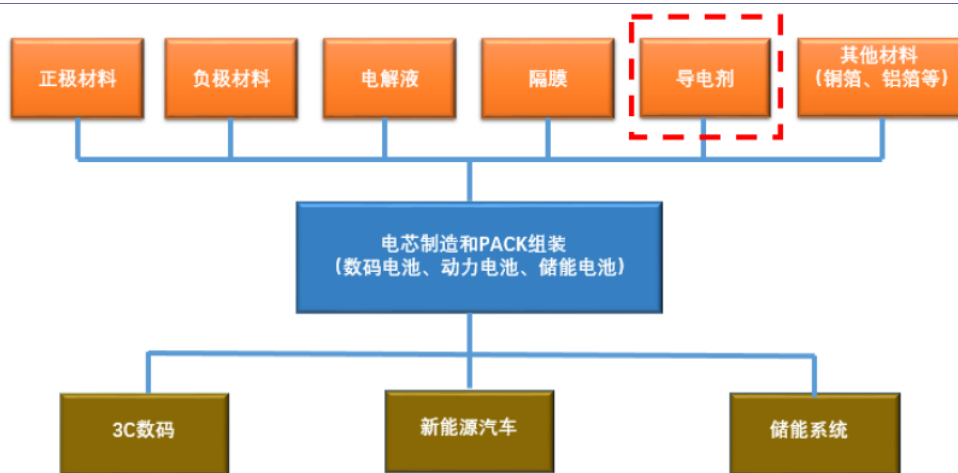 正极材料
负极材料
电解液
隔膜
导电剂
其他材料
（铜箔、铝箔等）
电芯制造和PACK组装
（数码电池、动力电池、储能电池）
3C数码
新能源汽车
储能系统